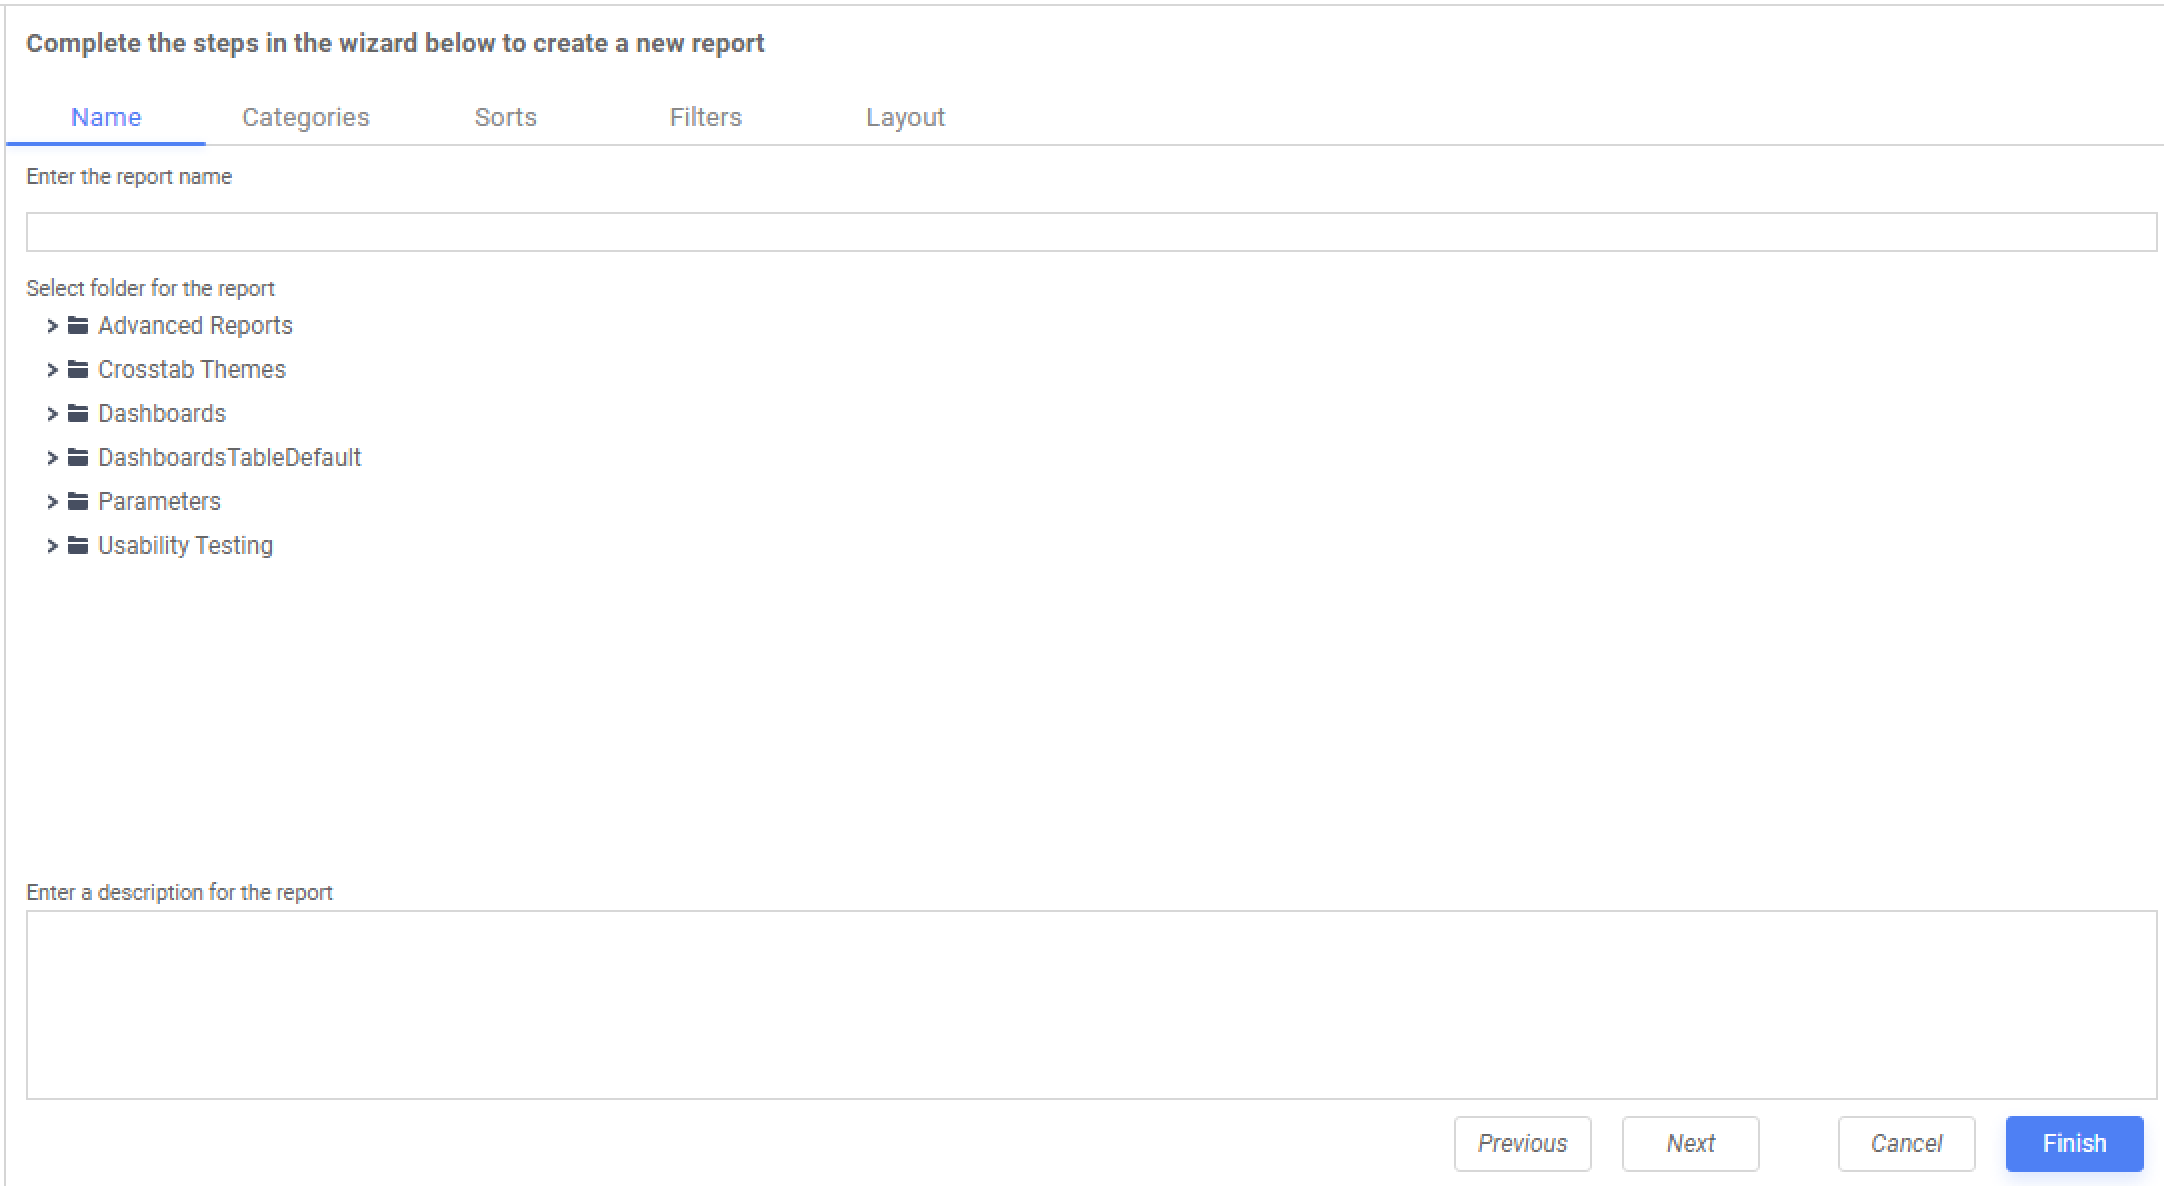 Complete the steps in the wizard below to create a new report
Name Categories Sorts Filters Layout
Enter the report name
Select folder for the report
Advanced Reports
Crosstab Themes
Dashboards
DashboardsTableDefault
Parameters
Usability Testing
Enter a description for the report
Previous Next Cancel Finish